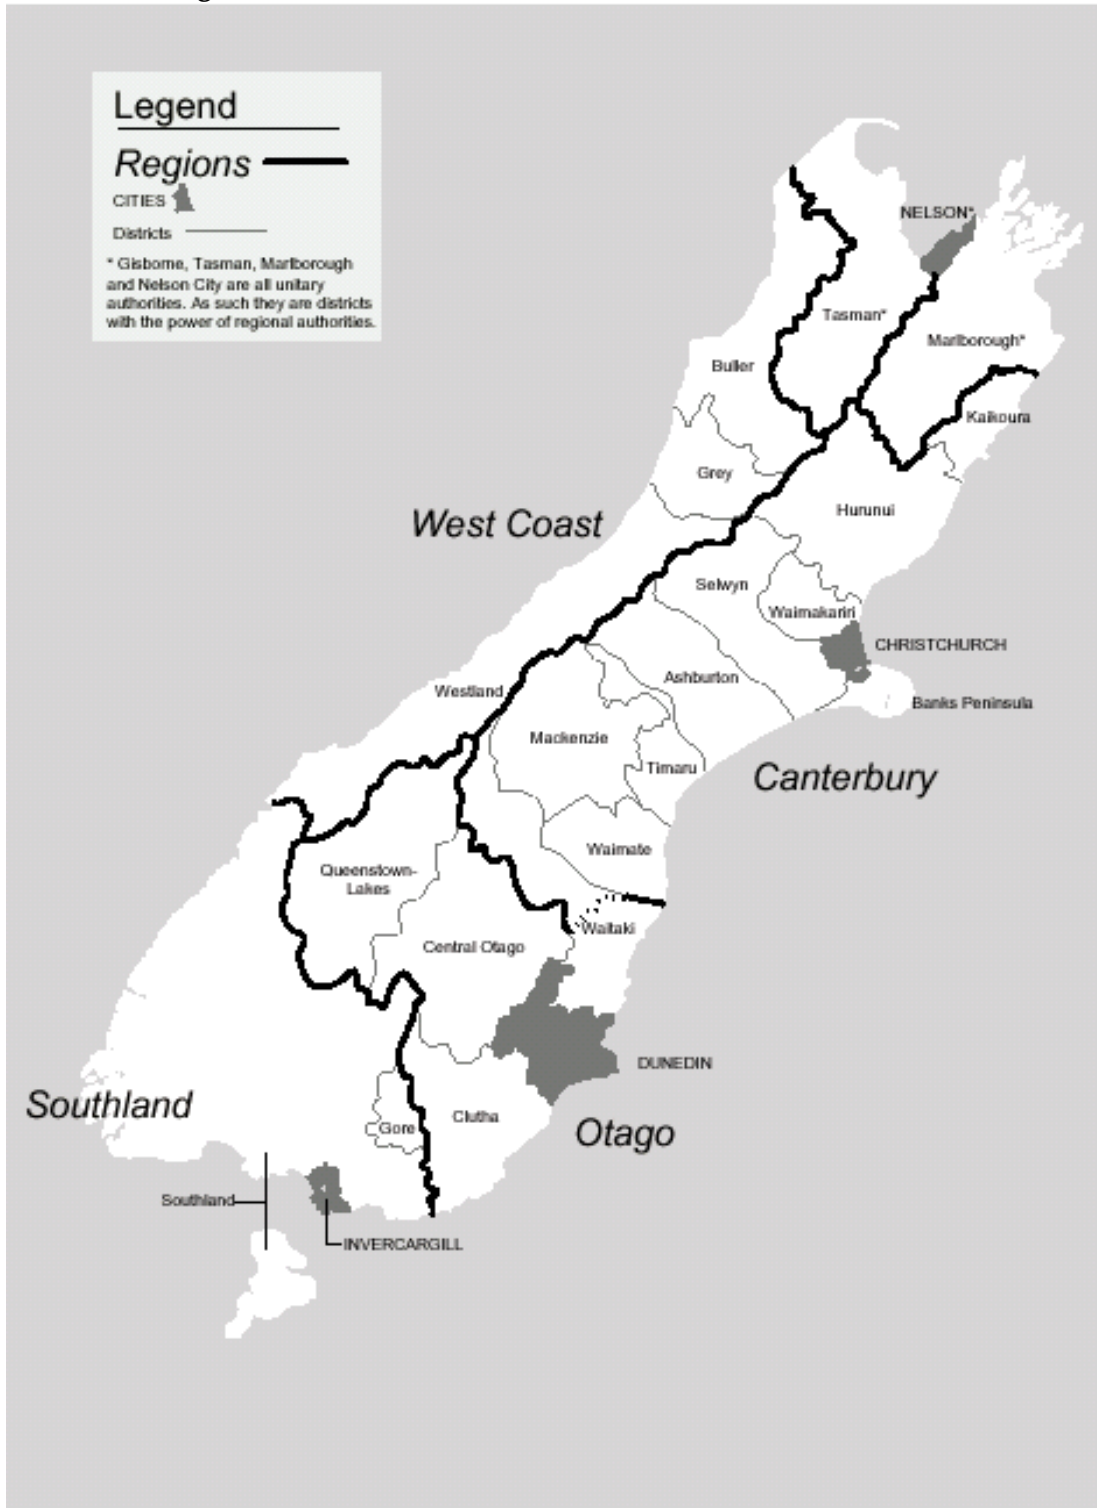 Legend
Regions
CITIES
Districts
* Gisborne, Tasman, Marlborough
and Nelson City are all unitary
authorities. As such they are districts
with the power of regional authorities.
NELSON*
Tasman*
Marlborough*
Buller
Kaikoura
Grey
Hurunui
West Coast
Selwyn
Waimakariri
CHRISTCHURCH
Ashburton
Westland
Banks Peninsula
Mackenzie
Timaru
Canterbury
Waimate
Queenstown-
Lakes
Waitaki
Central Otago
DUNEDIN
Southland
Clutha
Gore
Otago
Southland
INVERCARGILL